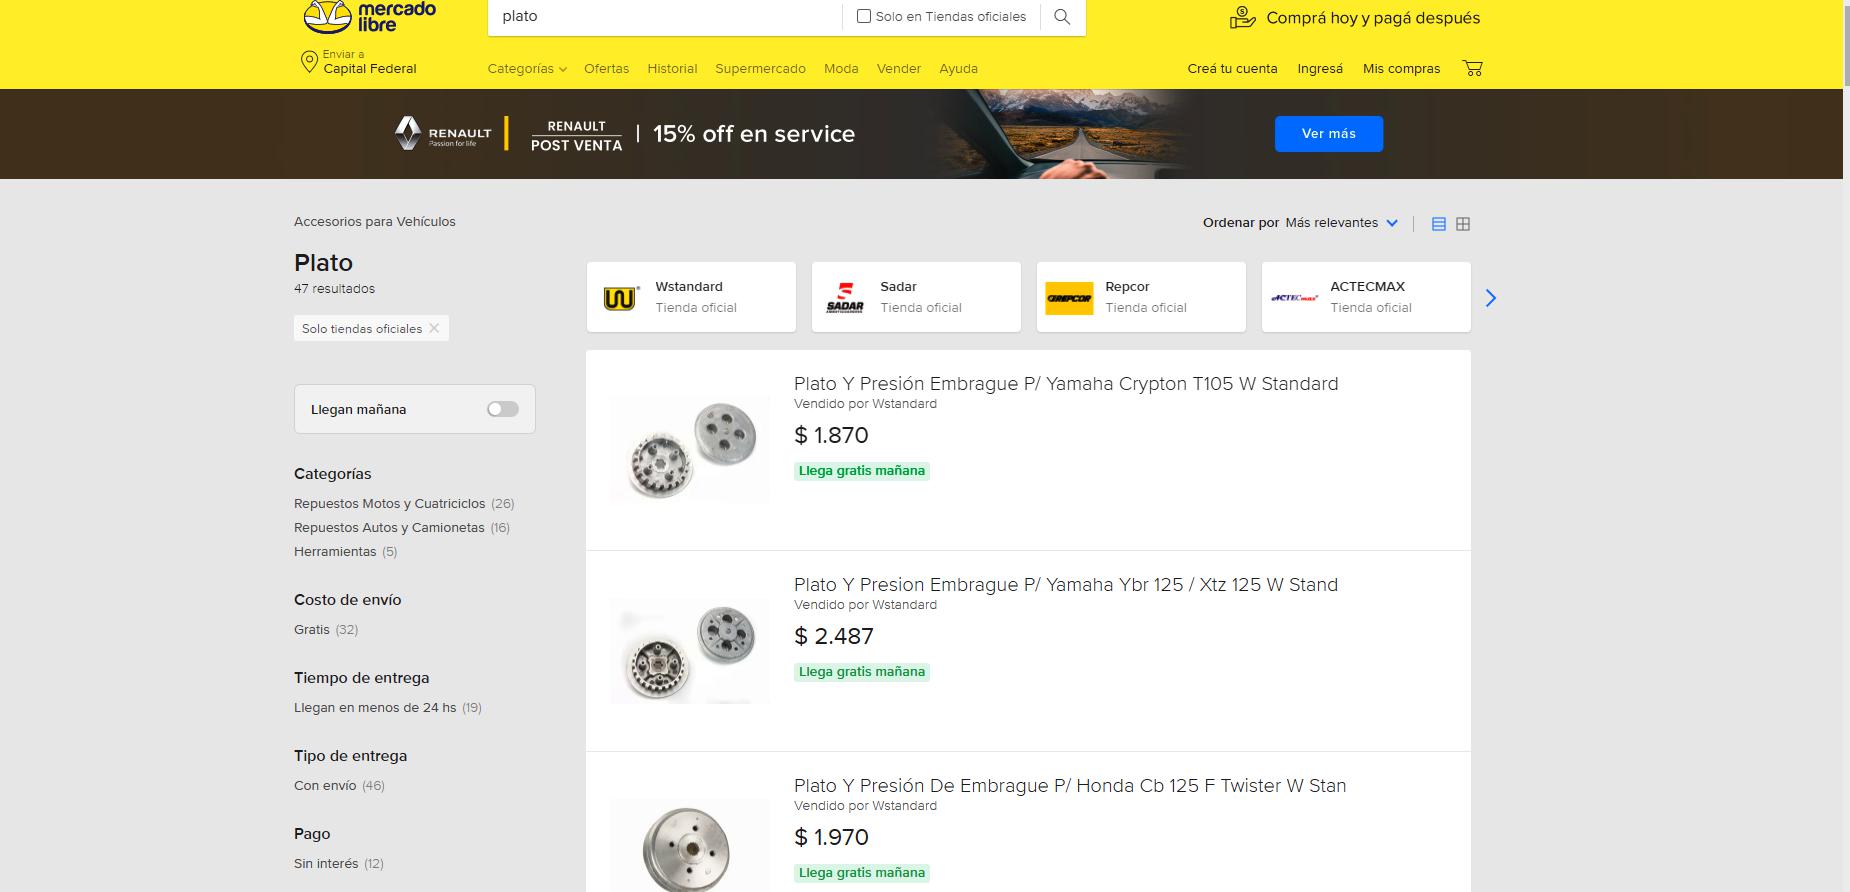 mercado
libre
plato
Solo en Tiendas oficiales
Comprá hoy y pagá después
Enviar a
Capital Federal
Categorías
Ofertas
Historial
Supermercado
Moda
Vender
Ayuda
Creá tu cuenta
Ingresá
Mis compras
RENAULT
Passion for life
RENAULT
POST VENTA
15% off en service
Ver más
Accesorios para Vehículos
Ordenar por Más relevantes
Plato
47 resultados
Solo tiendas oficiales
Wstandard
Tienda oficial
SADAR
Sadar
Tienda oficial
REPCOR
Repcor
Tienda oficial
ACTECmax
ACTECMAX
Tienda oficial
Llegan mañana
Categorías
Repuestos Motos y Cuatriciclos (26)
Repuestos Autos y Camionetas (16)
Herramientas (5)
Costo de envío
Gratis (32)
Tiempo de entrega
Llegan en menos de 24 hs (19)
Tipo de entrega
Con envío (46)
Pago
Sin interés (12)
Plato Y Presión Embrague P/ Yamaha Crypton T105 W Standard
Vendido por Wstandard
$ 1.870
Llega gratis mañana
Plato Y Presion Embrague P/ Yamaha Ybr 125 / Xtz 125 W Stand
Vendido por Wstandard
$ 2.487
Llega gratis mañana
Plato Y Presión De Embrague P/ Honda Cb 125 F Twister W Stan
Vendido por Wstandard
$ 1.970
Llega gratis mañana